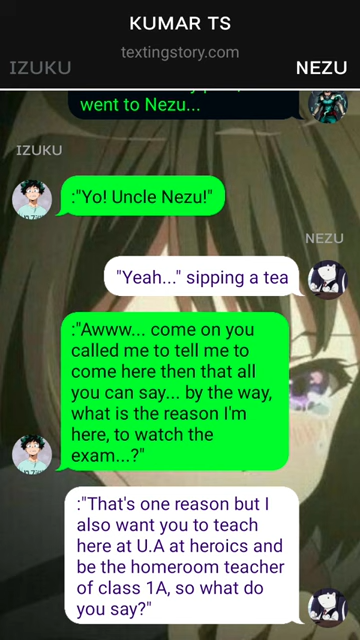 KUMAR TS
textingstory.com
IZUKU
NEZU
went to Nezu...
IZUKU
:"Yo! Uncle Nezu!"
NEZU
"Yeah..." sipping a tea
:"Awww... come on you
called me to tell me to
come here then that all
you can say... by the way,
what is the reason I'm
here, to watch the
exam...?"
:"That's one reason but I
also want you to teach
here at U.A at heroics and
be the homeroom teacher
of class 1A, so what do
you say?"